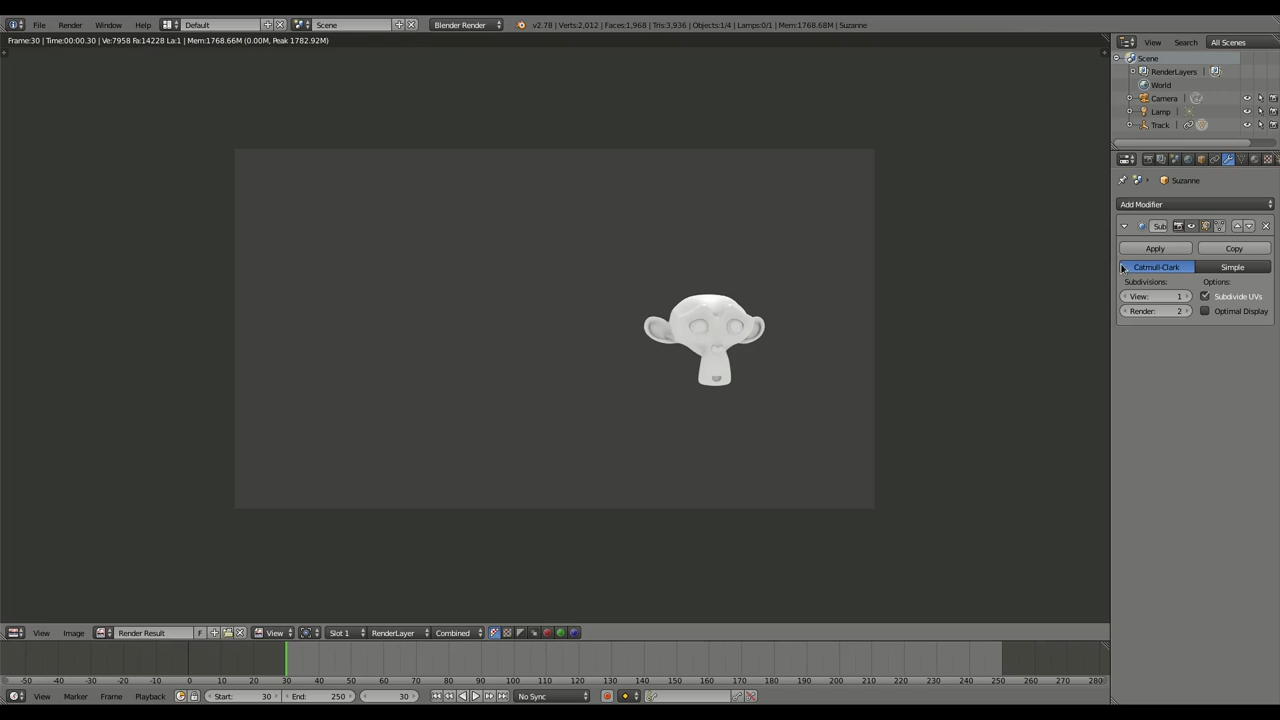 File Render Window Help Default Scene Blender Render v2.78 | Verts:2,012 | Faces:1,968 | Tris:3,936 | Objects:1/4 | Lamps:0/1 | Mem:1768.68M | Suzanne
Frame:30 | Time:00:00.30 | Ve:7958 Fa:14228 La:1 | Mem:1768.66M (0.00M, Peak 1782.92M)
View Search All Scenes
Scene
RenderLayers |
World
Camera |
Lamp |
Track |
Suzanne
Add Modifier
Sub
Apply Copy
Catmull-Clark Simple
Subdivisions: Options:
View: 1 Subdivide UVs
Render: 2 Optimal Display
View Image Render Result F View Slot 1 RenderLayer Combined
-50 -40 -30 -20 -10 0 10 20 30 40 50 60 70 80 90 100 110 120 130 140 150 160 170 180 190 200 210 220 230 240 250 260 270 280
View Marker Frame Playback Start: 30 End: 250 30 No Sync